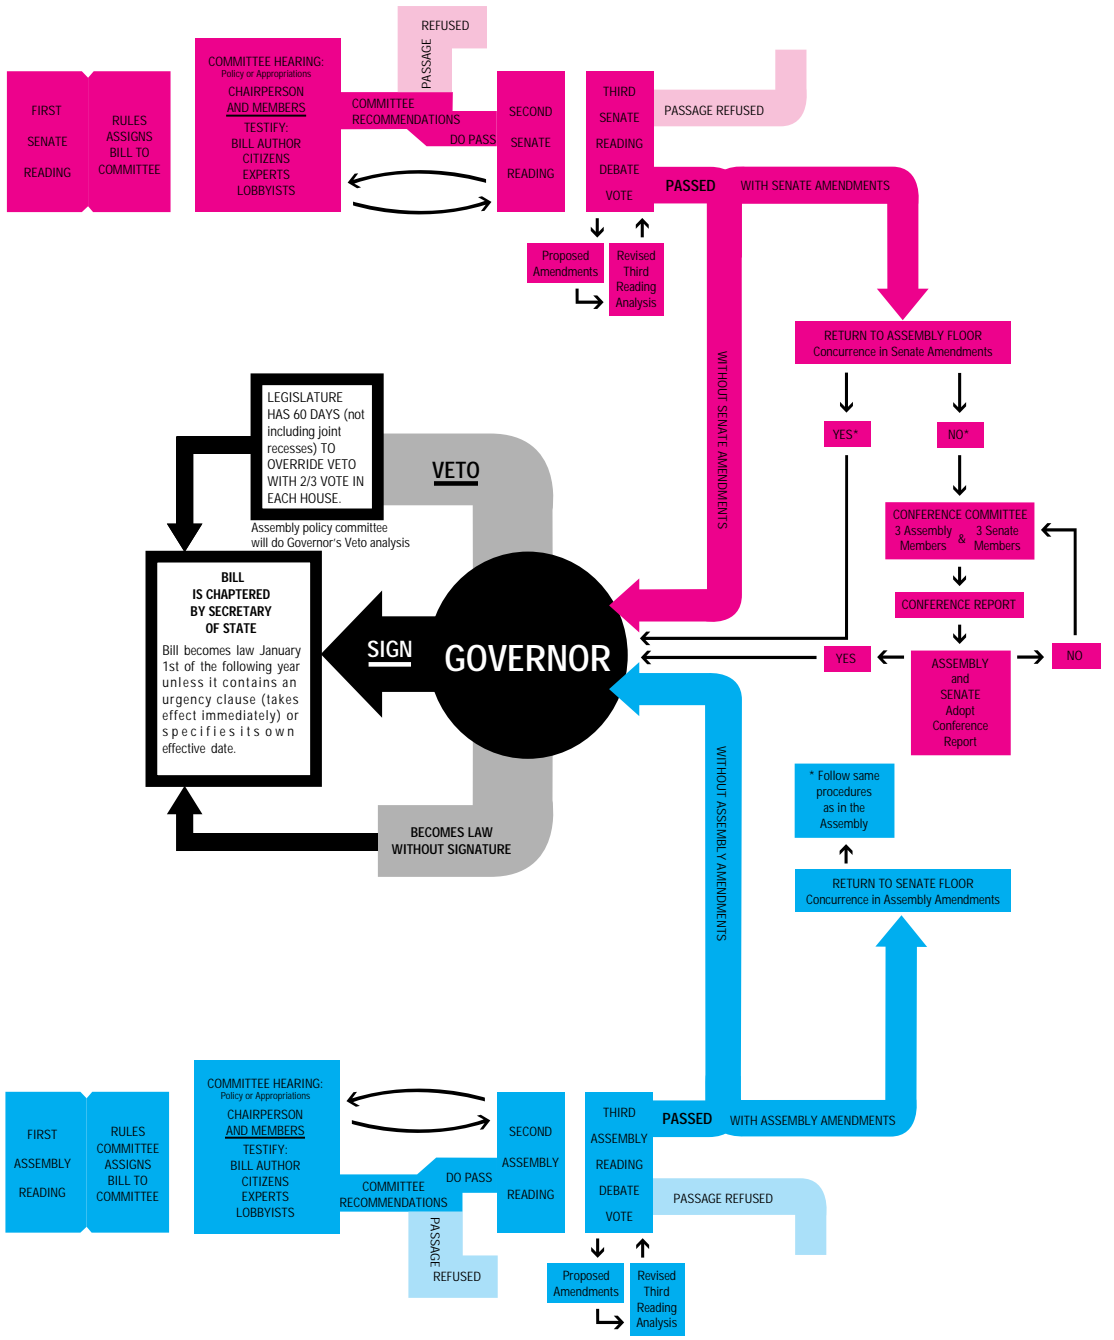 REFUSED
PASSAGE
FIRST
SENATE
READING
RULES
ASSIGNS
BILL TO
COMMITTEE
COMMITTEE HEARING:
Policy or Appropriations
CHAIRPERSON
AND MEMBERS
TESTIFY:
BILL AUTHOR
CITIZENS
EXPERTS
LOBBYISTS
COMMITTEE
RECOMMENDATIONS
DO PASS
SECOND
SENATE
READING
THIRD
SENATE
READING
DEBATE
VOTE
PASSAGE REFUSED
PASSED
WITH SENATE AMENDMENTS
Proposed
Amendments
Revised
Third
Reading
Analysis
WITHOUT SENATE AMENDMENTS
RETURN TO ASSEMBLY FLOOR
Concurrence in Senate Amendments
YES*
NO*
CONFERENCE COMMITTEE
3 Assembly
Members
&
3 Senate
Members
CONFERENCE REPORT
ASSEMBLY
and
SENATE
Adopt
Conference
Report
YES
NO
LEGISLATURE
HAS 60 DAYS (not
including joint
recesses) TO
OVERRIDE VETO
WITH 2/3 VOTE IN
EACH HOUSE.
VETO
Assembly policy committee
will do Governor's Veto analysis
BILL
IS CHAPTERED
BY SECRETARY
OF STATE
Bill becomes law January
1st of the following year
unless it contains an
urgency clause (takes
effect immediately) or
specifies its own
effective date.
SIGN
GOVERNOR
BECOMES LAW
WITHOUT SIGNATURE
WITHOUT ASSEMBLY AMENDMENTS
* Follow same
procedures
as in the
Assembly
RETURN TO SENATE FLOOR
Concurrence in Assembly Amendments
FIRST
ASSEMBLY
READING
RULES
COMMITTEE
ASSIGNS
BILL TO
COMMITTEE
COMMITTEE HEARING:
Policy or Appropriations
CHAIRPERSON
AND MEMBERS
TESTIFY:
BILL AUTHOR
CITIZENS
EXPERTS
LOBBYISTS
COMMITTEE
RECOMMENDATIONS
DO PASS
PASSAGE
REFUSED
SECOND
ASSEMBLY
READING
THIRD
ASSEMBLY
READING
DEBATE
VOTE
PASSED
WITH ASSEMBLY AMENDMENTS
PASSAGE REFUSED
Proposed
Amendments
Revised
Third
Reading
Analysis